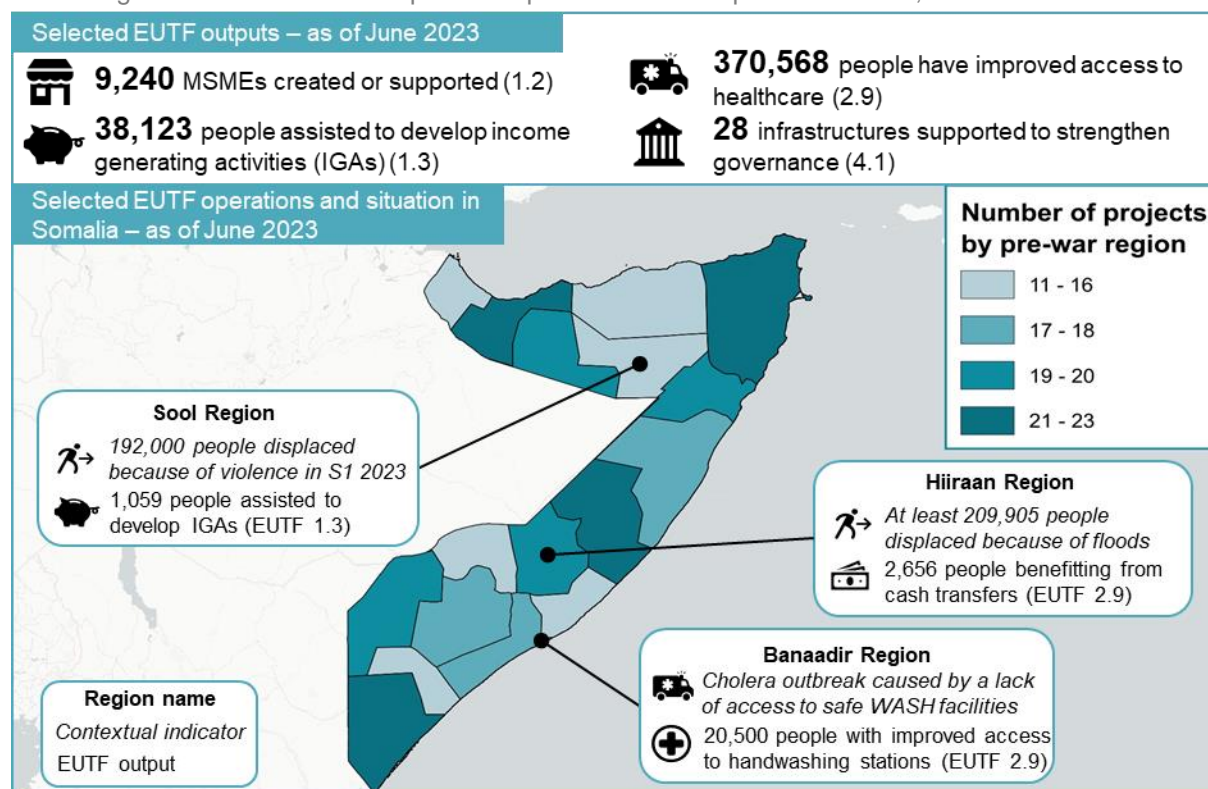 Selected EUTF outputs – as of June 2023
9,240 MSMEs created or supported (1.2)
38,123 people assisted to develop income
generating activities (IGAs) (1.3)
370,568 people have improved access to
healthcare (2.9)
28 infrastructures supported to strengthen
governance (4.1)
Selected EUTF operations and situation in
Somalia – as of June 2023
Number of projects
by pre-war region
11 - 16
17 - 18
19 - 20
21 - 23
Sool Region
192,000 people displaced
because of violence in S1 2023
1,059 people assisted to
develop IGAs (EUTF 1.3)
Hiiraan Region
At least 209,905 people
displaced because of floods
2,656 people benefitting from
cash transfers (EUTF 2.9)
Banaadir Region
Cholera outbreak caused by a lack
of access to safe WASH facilities
20,500 people with improved access
to handwashing stations (EUTF 2.9)
Region name
Contextual indicator
EUTF output